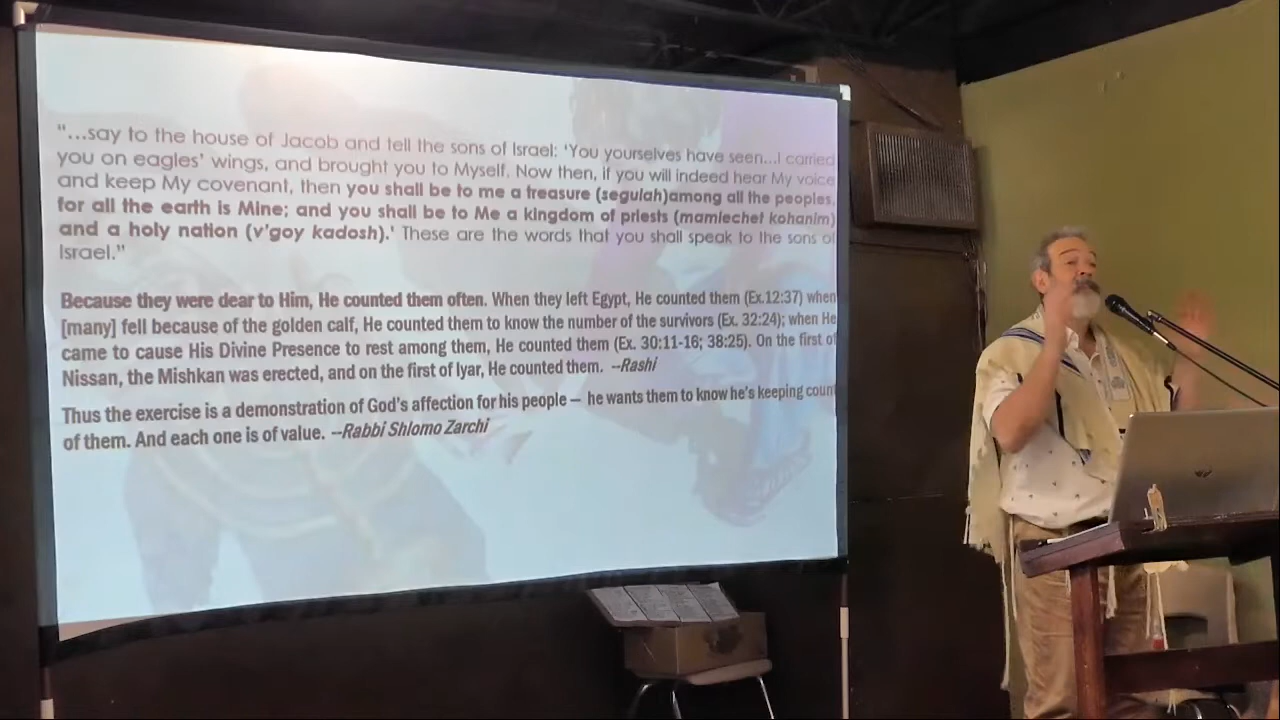 “...say to the house of Jacob and tell the sons of Israel: ‘You yourselves have seen...I carried
you on eagles’ wings, and brought you to Myself. Now then, if you will indeed hear My voice
and keep My covenant, then you shall be to me a treasure (segulah)among all the peoples,
for all the earth is Mine; and you shall be to Me a kingdom of priests (mamlechet kohanim)
and a holy nation (v’goy kadosh).’ These are the words that you shall speak to the sons of
Israel.”
Because they were dear to Him, He counted them often. When they left Egypt, He counted them (Ex.12:37) when
[many] fell because of the golden calf, He counted them to know the number of the survivors (Ex. 32:24); when He
came to cause His Divine Presence to rest among them, He counted them (Ex. 30:11-16; 38:25). On the first of
Nissan, the Mishkan was erected, and on the first of Iyar, He counted them. --Rashi
Thus the exercise is a demonstration of God’s affection for his people – he wants them to know he’s keeping count
of them. And each one is of value. --Rabbi Shlomo Zarchi